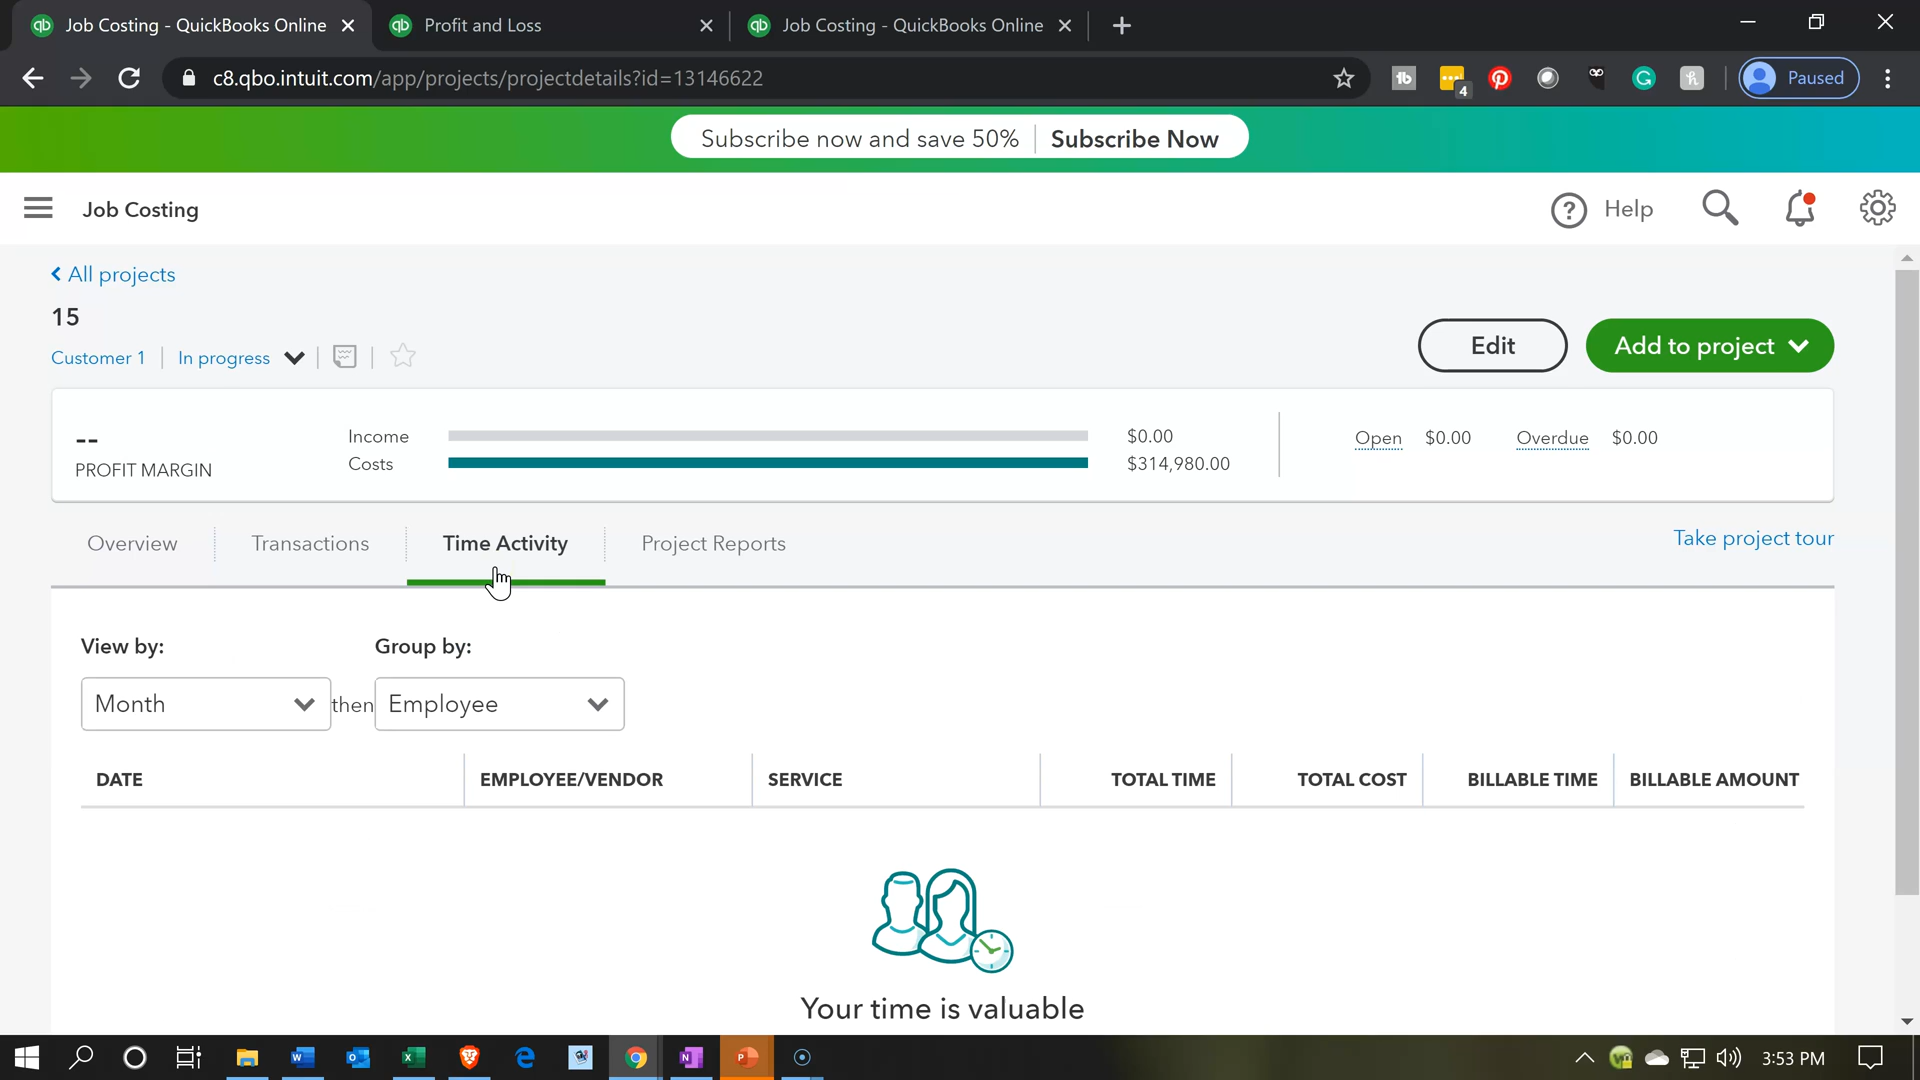 Job Costing - QuickBooks Online
Profit and Loss
Job Costing - QuickBooks Online
c8.qbo.intuit.com/app/projects/projectdetails?id=13146622
4
Paused
Subscribe now and save 50% Subscribe Now
Job Costing
Help
All projects
15
Customer 1
In progress
Edit
Add to project
--
PROFIT MARGIN
Income $0.00
Costs $314,980.00
Open $0.00 Overdue $0.00
Overview
Transactions
Time Activity
Project Reports
Take project tour
View by:
Group by:
Month
then
Employee
DATE
EMPLOYEE/VENDOR
SERVICE
TOTAL TIME
TOTAL COST
BILLABLE TIME
BILLABLE AMOUNT
Your time is valuable
3:53 PM